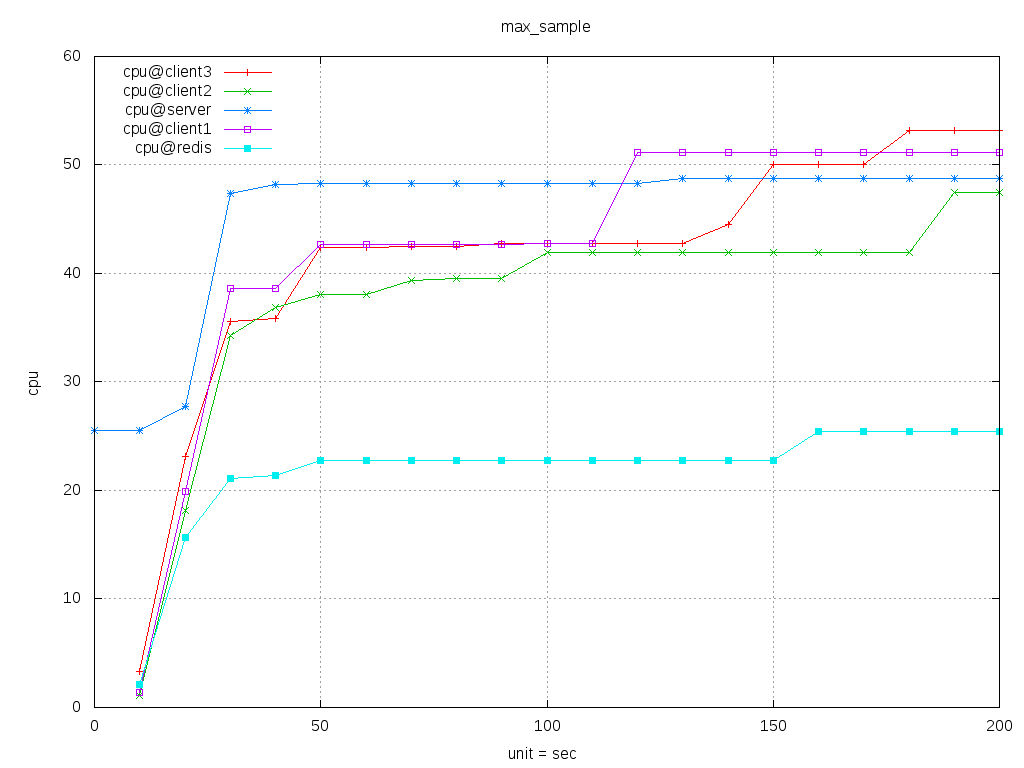 max_sample
60
50
40
30
20
10
0
cpu
cpu@client3
cpu@client2
cpu@server
cpu@client1
cpu@redis
0 50 100 150 200
unit = sec